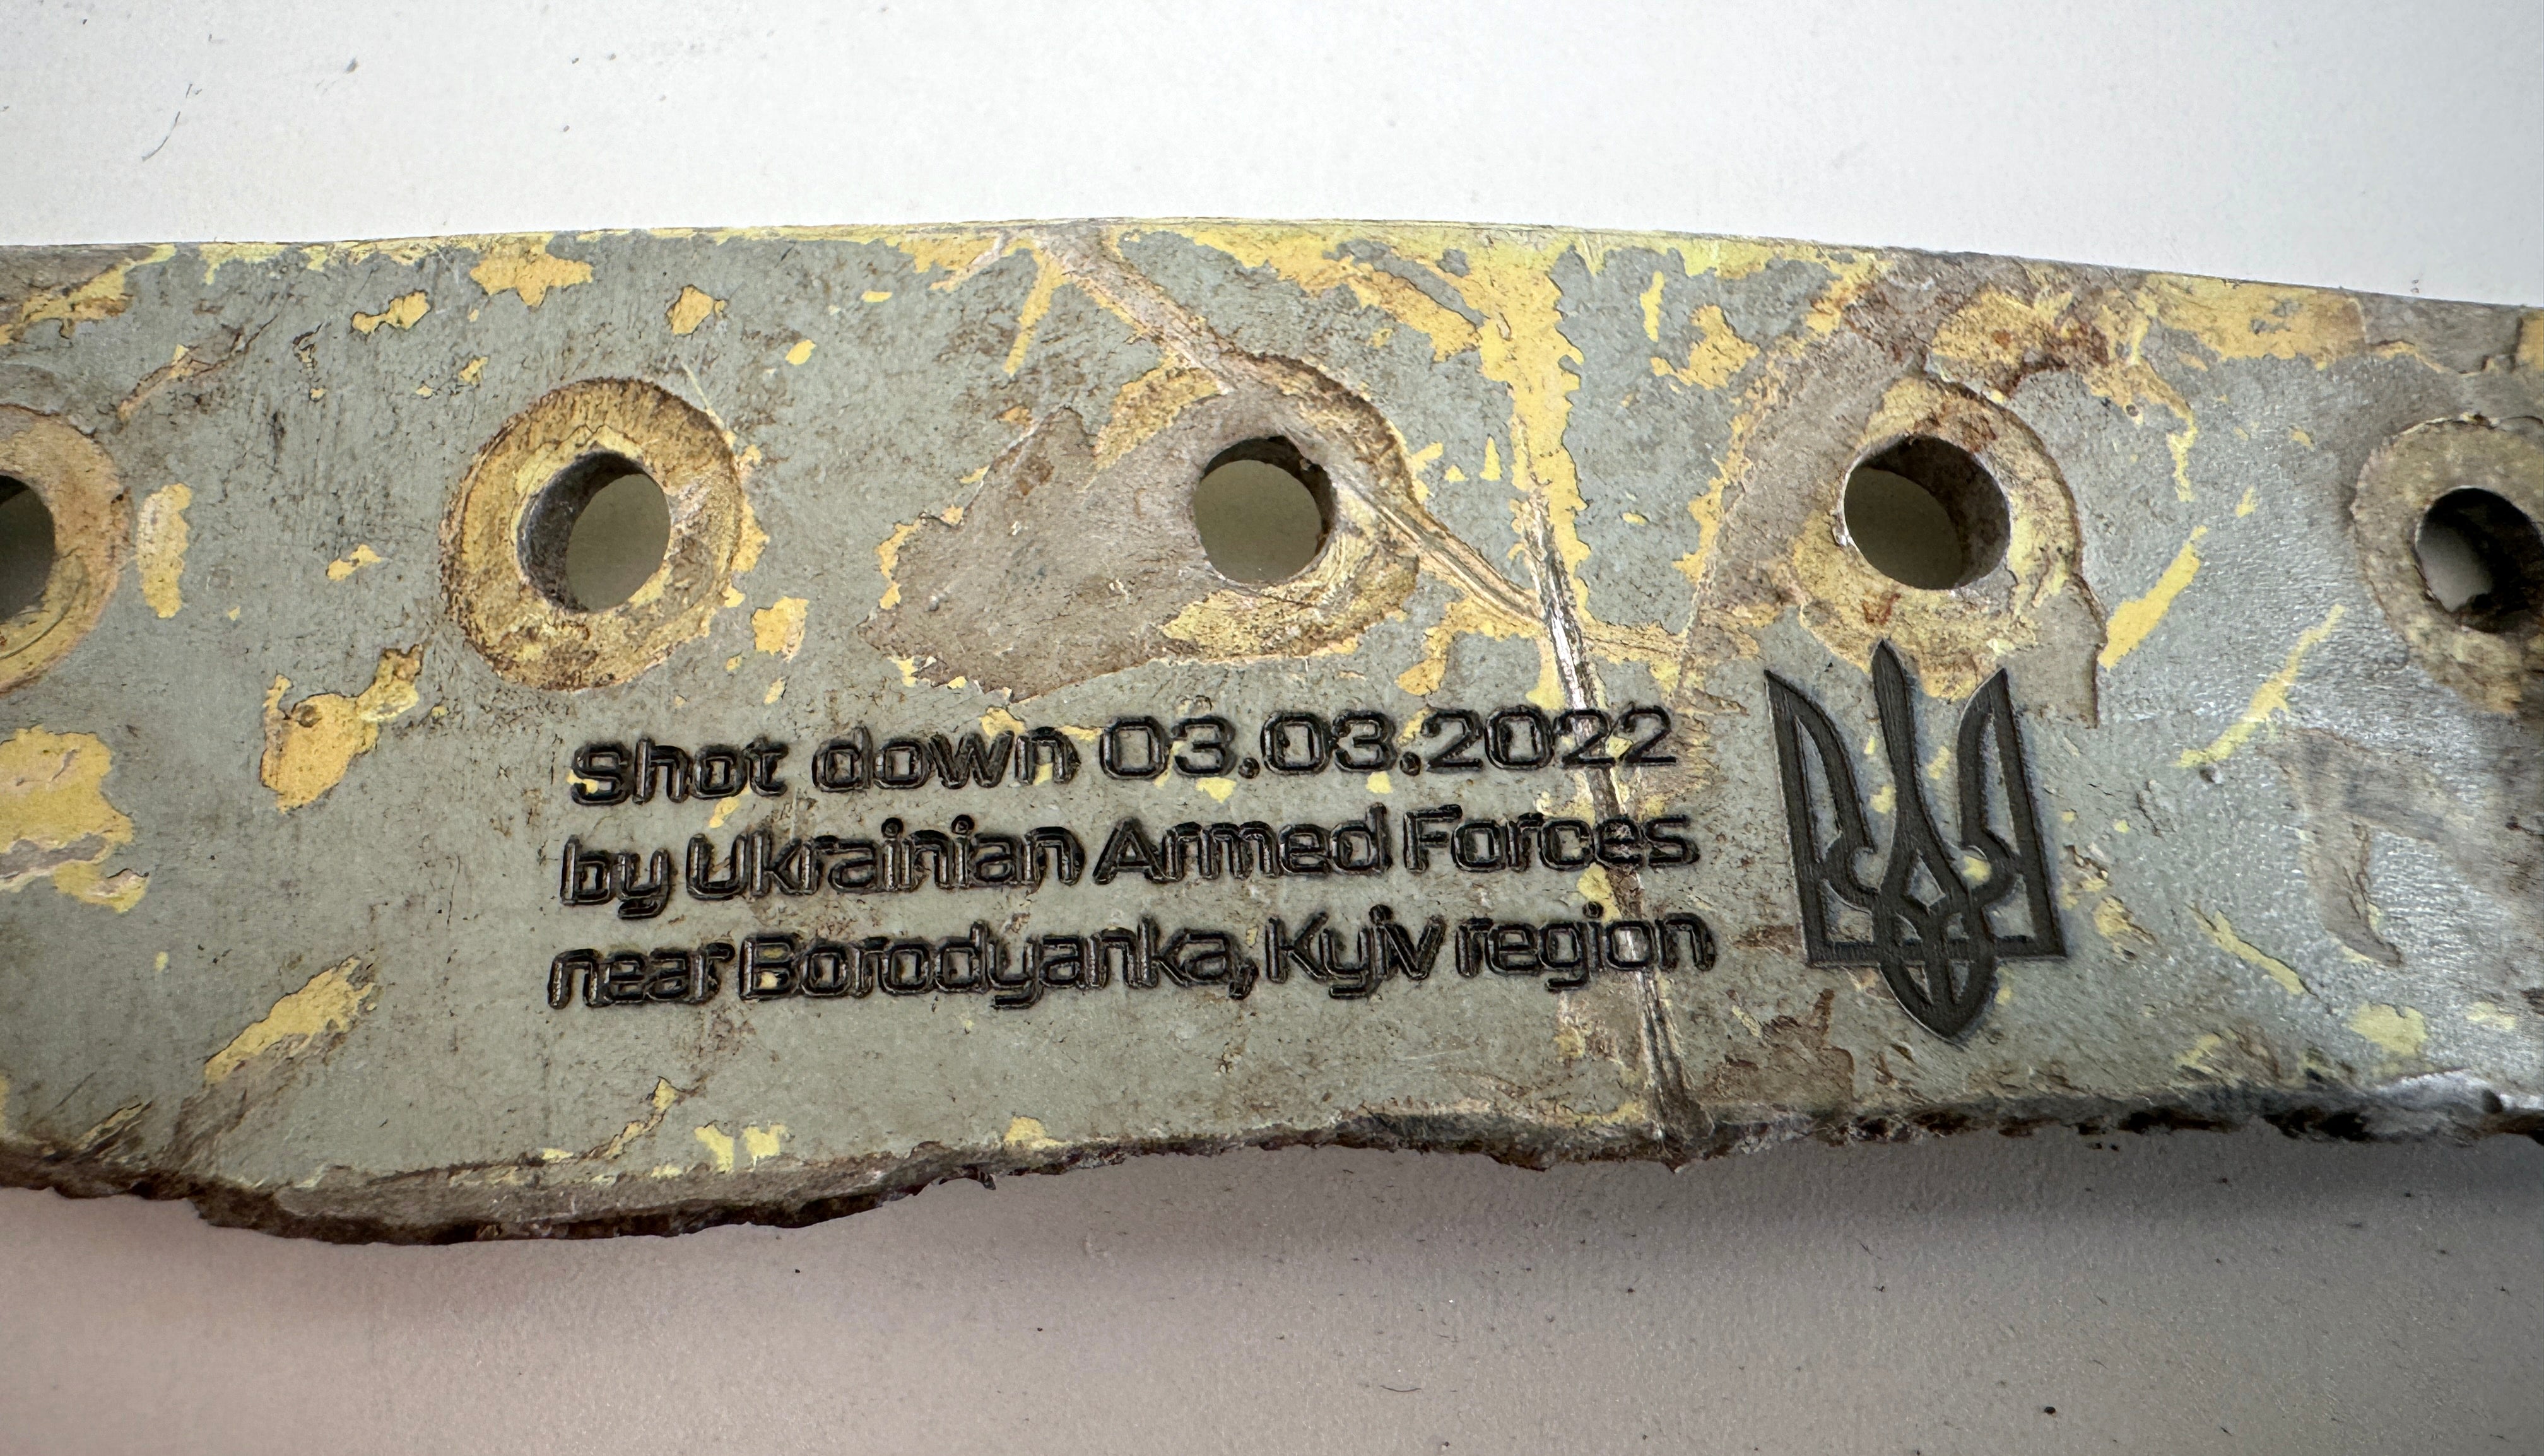 Shot down 03.03.2022
by Ukrainian Armed Forces
near Borodyanka, Kyiv region